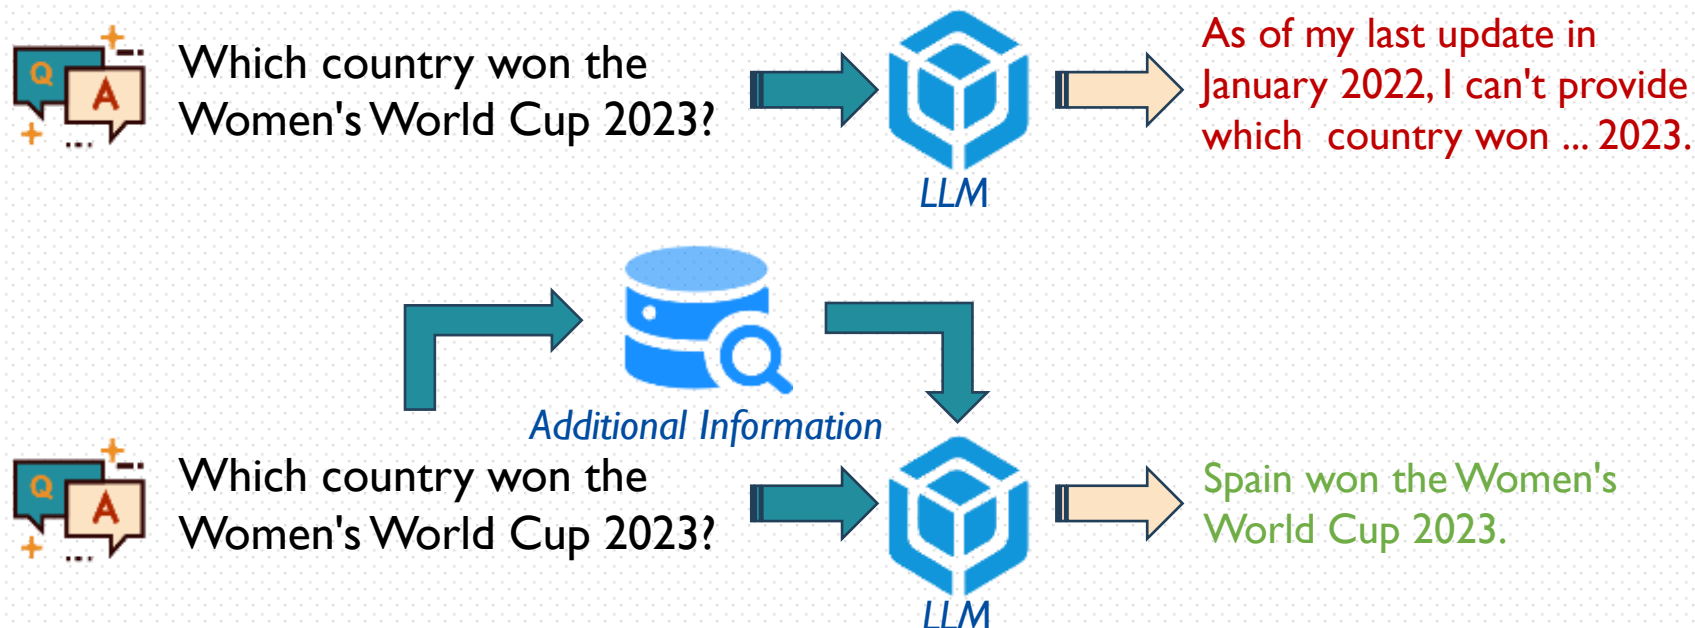 Q
A
Which country won the
Women's World Cup 2023?
LLM
As of my last update in
January 2022, I can't provide
which country won ... 2023.
Additional Information
Q
A
Which country won the
Women's World Cup 2023?
LLM
Spain won the Women's
World Cup 2023.